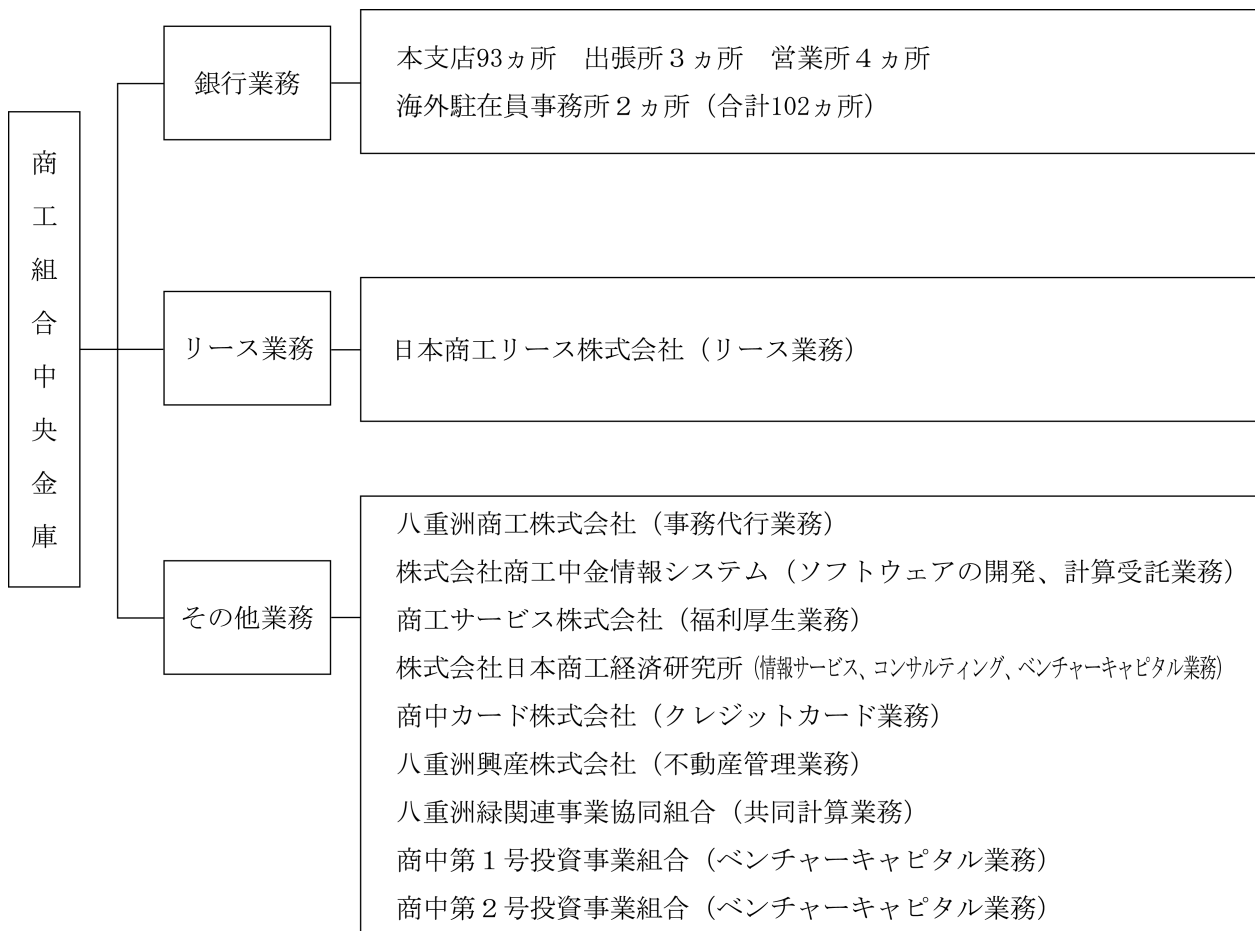 商工組合中央金庫
銀行業務
本支店93ヵ所　出張所３ヵ所　営業所４ヵ所
海外駐在員事務所２ヵ所（合計102ヵ所）
リース業務
日本商工リース株式会社（リース業務）
その他業務
八重洲商工株式会社（事務代行業務）
株式会社商工中金情報システム（ソフトウェアの開発、計算受託業務）
商工サービス株式会社（福利厚生業務）
株式会社日本商工経済研究所（情報サービス、コンサルティング、ベンチャーキャピタル業務）
商中カード株式会社（クレジットカード業務）
八重洲興産株式会社（不動産管理業務）
八重洲緑関連事業協同組合（共同計算業務）
商中第１号投資事業組合（ベンチャーキャピタル業務）
商中第２号投資事業組合（ベンチャーキャピタル業務）